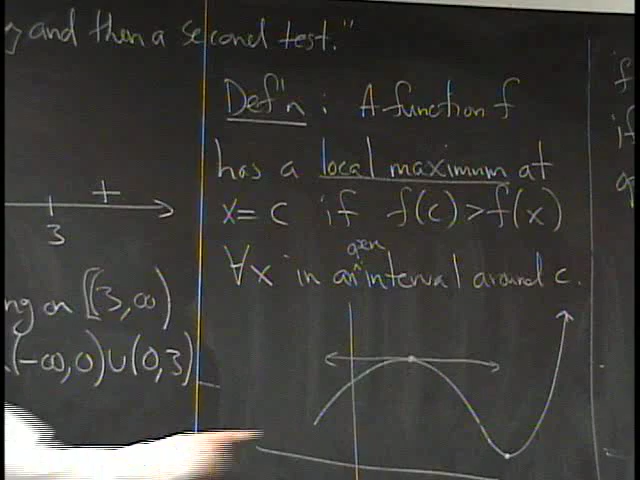 and then a second test."
Def'n: A function f
has a local maximum at
x = c if f(c) > f(x)
open
∀x in an interval around c.
+
3
ng on [3, ∞)
(-∞, 0) ∪ (0, 3)
f
if